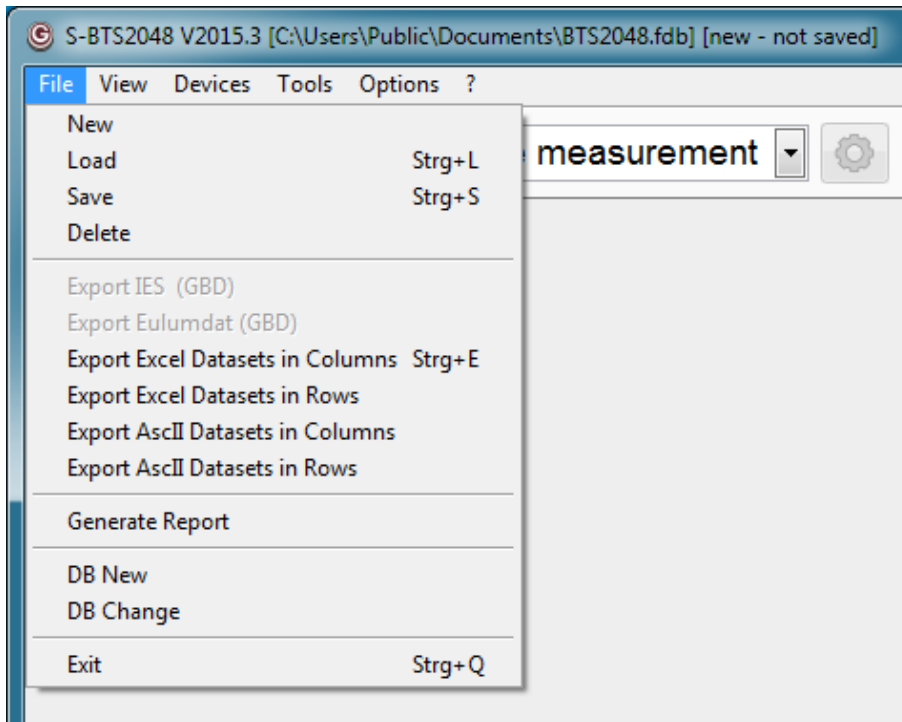 S-BTS2048 V2015.3 [C:\Users\Public\Documents\BTS2048.fdb] [new - not saved]
File View Devices Tools Options ?
measurement
New
Load Strg+L
Save Strg+S
Delete
Export IES (GBD)
Export Eulumdat (GBD)
Export Excel Datasets in Columns Strg+E
Export Excel Datasets in Rows
Export AscII Datasets in Columns
Export AscII Datasets in Rows
Generate Report
DB New
DB Change
Exit Strg+Q